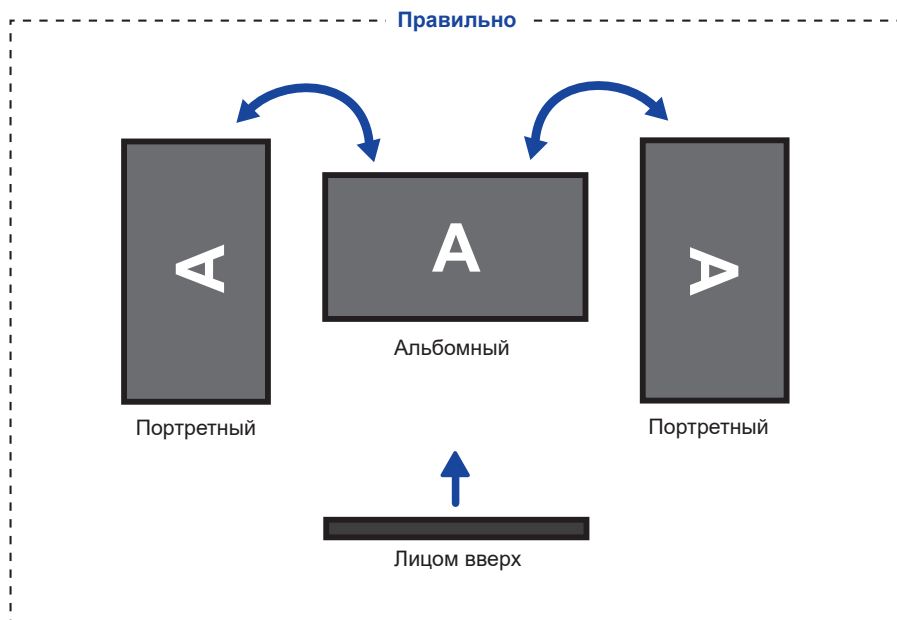 Правильно
A
A
A
Альбомный
Портретный
Портретный
Лицом вверх